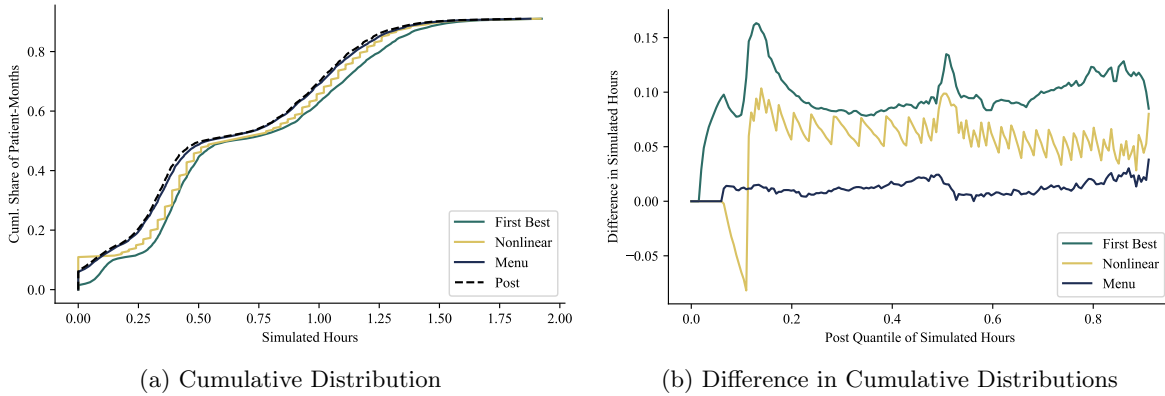 Cuml. Share of Patient-Months
0.8
0.6
0.4
0.2
0.0
First Best
Nonlinear
Menu
Post
0.00 0.25 0.50 0.75 1.00 1.25 1.50 1.75 2.00
Simulated Hours
(a) Cumulative Distribution
Difference in Simulated Hours
0.15
0.10
0.05
0.00
−0.05
First Best
Nonlinear
Menu
0.0 0.2 0.4 0.6 0.8
Post Quantile of Simulated Hours
(b) Difference in Cumulative Distributions